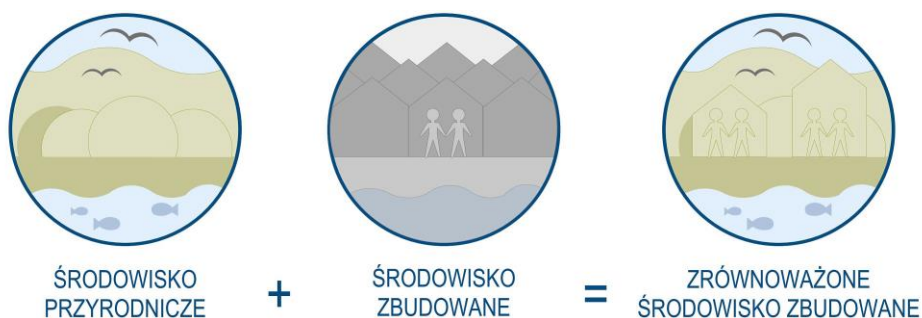 ŚRODOWISKO
PRZYRODNICZE
+
ŚRODOWISKO
ZBUDOWANE
=
ZRÓWNOWAŻONE
ŚRODOWISKO ZBUDOWANE